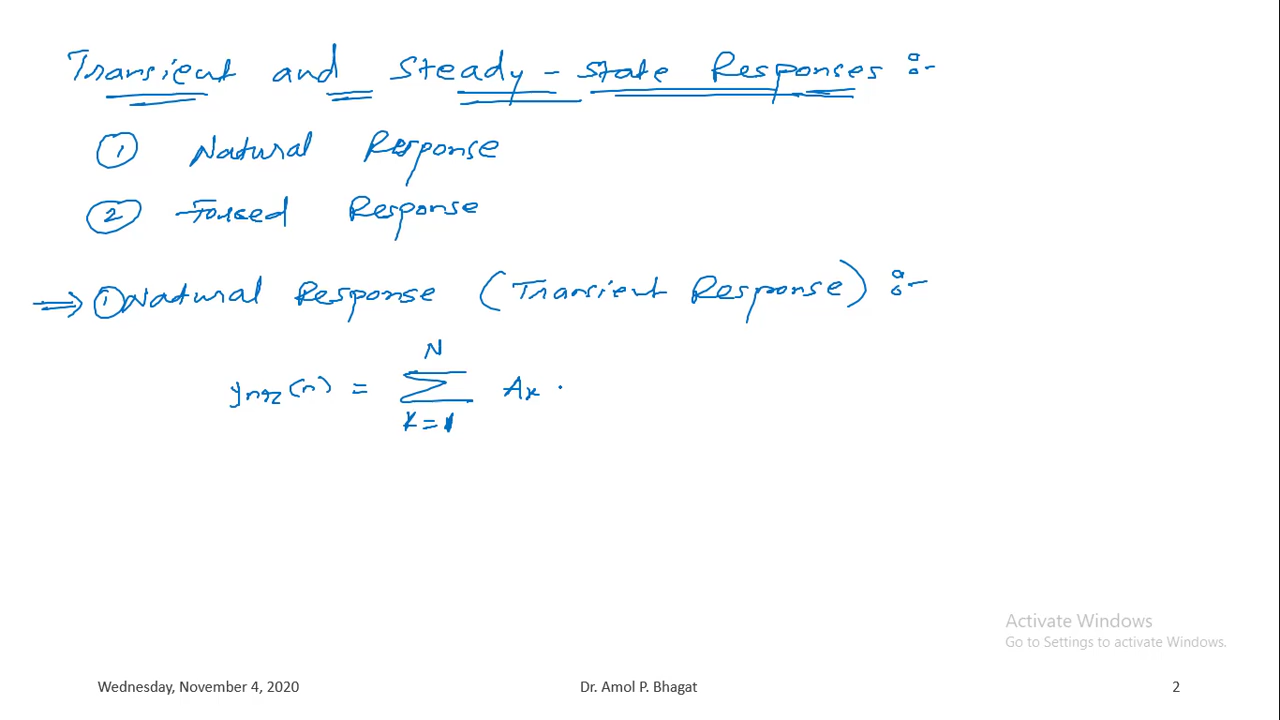 Transient and Steady-state Responses :-
① Natural Response
② Forced Response
⇒ ① Natural Response (Transient Response) :-
N
ynr(n) = Σ Ak .
k=1
Activate Windows
Go to Settings to activate Windows.
Wednesday, November 4, 2020 Dr. Amol P. Bhagat 2